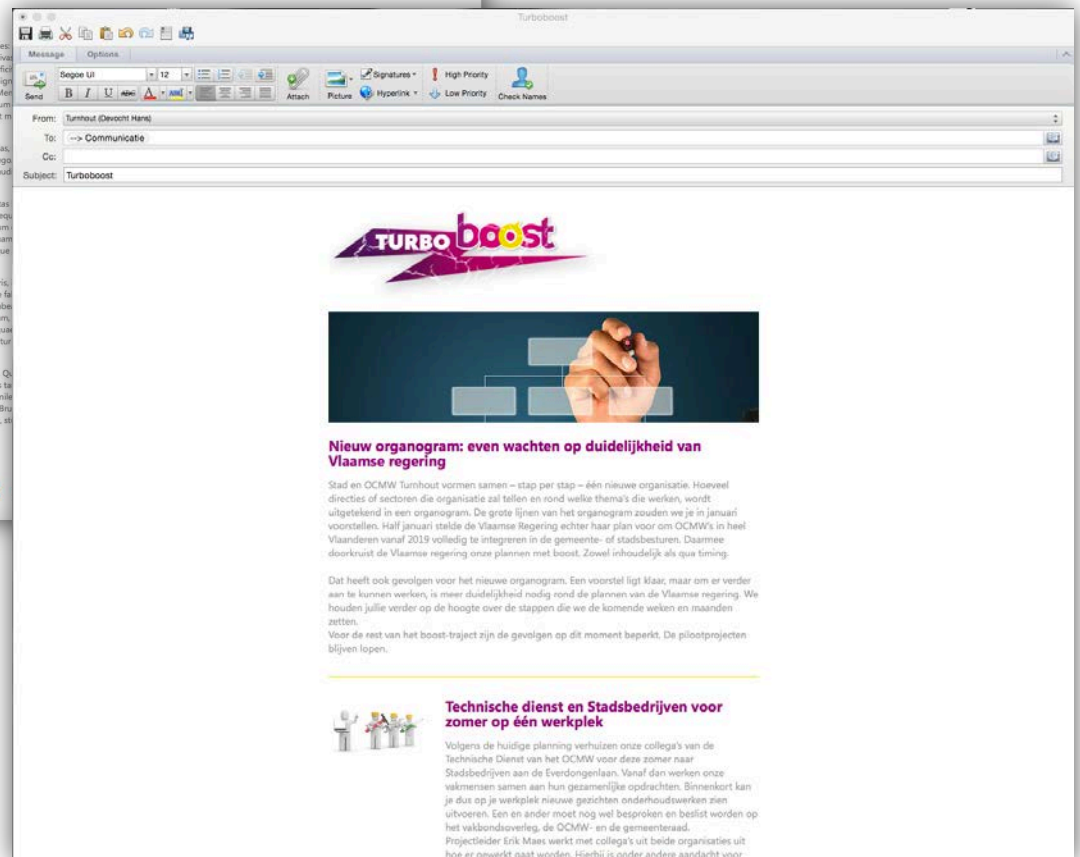 Turboboost
Message Options
Segoe UI 12 Signatures High Priority
Send B I U ABC A Attach Picture Hyperlink Low Priority Check Names
From: Turnhout (Devocht Hans)
To: --> Communicatie
Cc:
Subject: Turboboost
TURBO boost
Nieuw organogram: even wachten op duidelijkheid van
Vlaamse regering
Stad en OCMW Turnhout vormen samen – stap per stap – één nieuwe organisatie. Hoeveel
directies of sectoren die organisatie zal tellen en rond welke thema's die werken, wordt
uitgetekend in een organogram. De grote lijnen van het organogram zouden we je in januari
voorstellen. Half januari stelde de Vlaamse Regering echter haar plan voor om OCMW's in heel
Vlaanderen vanaf 2019 volledig te integreren in de gemeente- of stadsbesturen. Daarmee
doorkruist de Vlaamse regering onze plannen met boost. Zowel inhoudelijk als qua timing.
Dat heeft ook gevolgen voor het nieuwe organogram. Een voorstel ligt klaar, maar om er verder
aan te kunnen werken, is meer duidelijkheid nodig rond de plannen van de Vlaamse regering. We
houden jullie verder op de hoogte over de stappen die we de komende weken en maanden
zetten.
Voor de rest van het boost-traject zijn de gevolgen op dit moment beperkt. De pilootprojecten
blijven lopen.
Technische dienst en Stadsbedrijven voor
zomer op één werkplek
Volgens de huidige planning verhuizen onze collega's van de
Technische Dienst van het OCMW voor deze zomer naar
Stadsbedrijven aan de Everdongenlaan. Vanaf dan werken onze
vakmensen samen aan hun gezamenlijke opdrachten. Binnenkort kan
je dus op je werkplek nieuwe gezichten onderhoudswerken zien
uitvoeren. Een en ander moet nog wel besproken en beslist worden op
het vakbondsoverleg, de OCMW- en de gemeenteraad.
Projectleider Erik Maes werkt met collega's uit beide organisaties uit
hoe er gewerkt gaat worden. Hierbij is onder andere aandacht voor